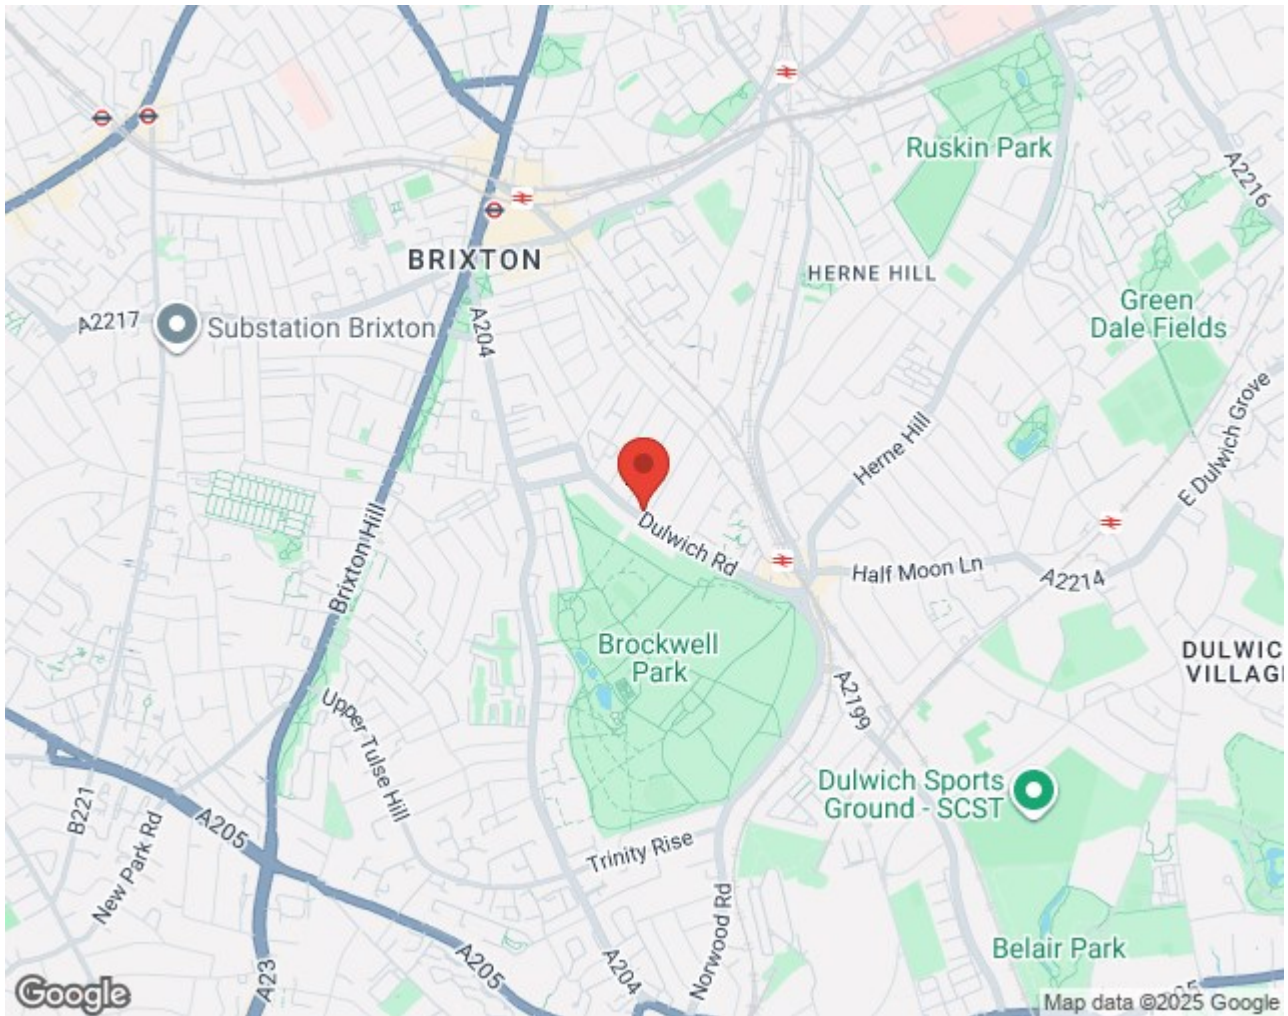 Ruskin Park
A2216
BRIXTON
HERNE HILL
Green
Dale Fields
A2217
Substation Brixton
A204
E Dulwich Grove
Herne Hill
Dulwich Rd
Brixton Hill
Half Moon Ln
A2214
Brockwell
Park
DULWIC
VILLAG
Upper Tulse Hill
A2199
Dulwich Sports
Ground - SCST
B221
New Park Rd
A205
Trinity Rise
Norwood Rd
Belair Park
A23
A205
A204
Google
Map data ©2025 Google